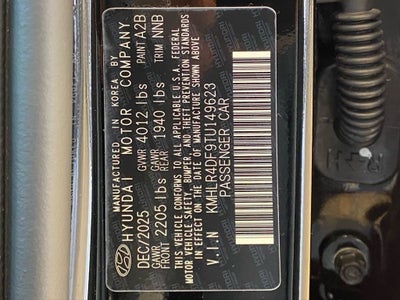 MANUFACTURED IN KOREA BY
HYUNDAI MOTOR COMPANY
DEC/2025 GVWR 4012 lbs PAINT A2B
GAWR 2205 lbs GAWR REAR 1940 lbs TRIM NNB
THIS VEHICLE CONFORMS TO ALL APPLICABLE U.S.A. FEDERAL
MOTOR VEHICLE SAFETY, BUMPER, AND THEFT PREVENTION STANDARDS
IN EFFECT ON THE DATE OF MANUFACTURE SHOWN ABOVE
V.I.N KMHLR4DF9TU149623
PASSENGER CAR